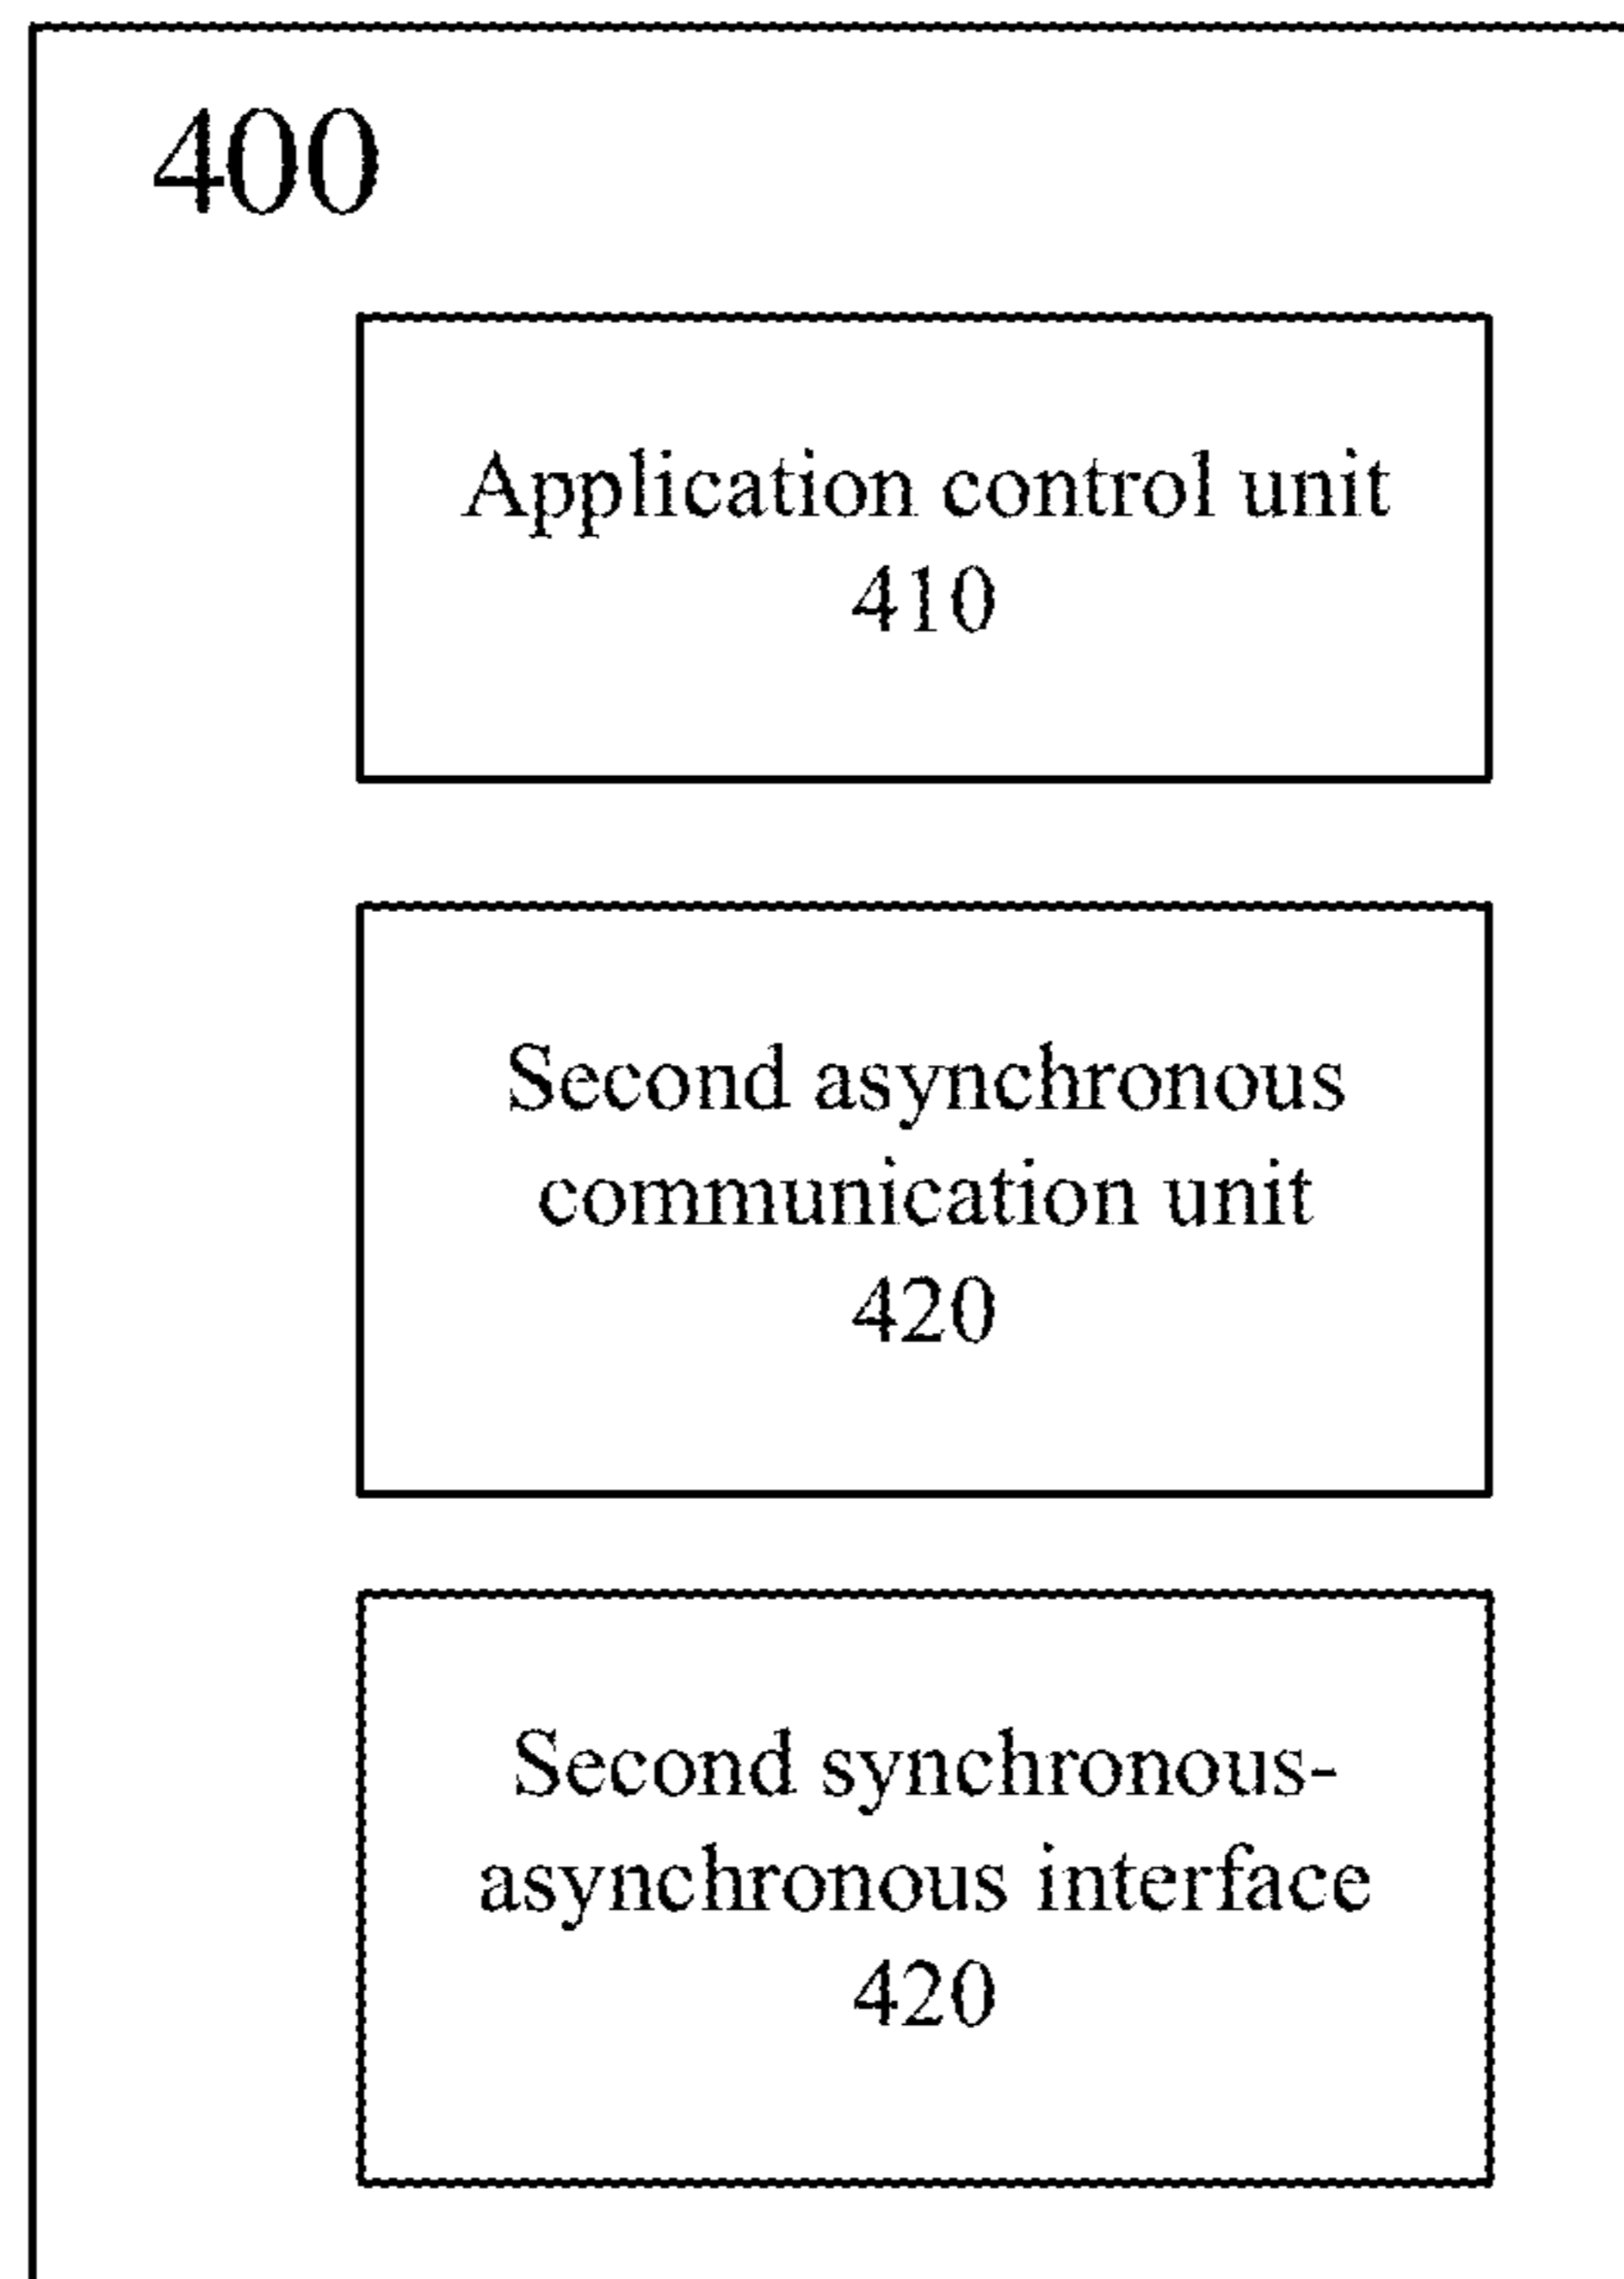 400
Application control unit
410
Second asynchronous
communication unit
420
Second synchronous-
asynchronous interface
420